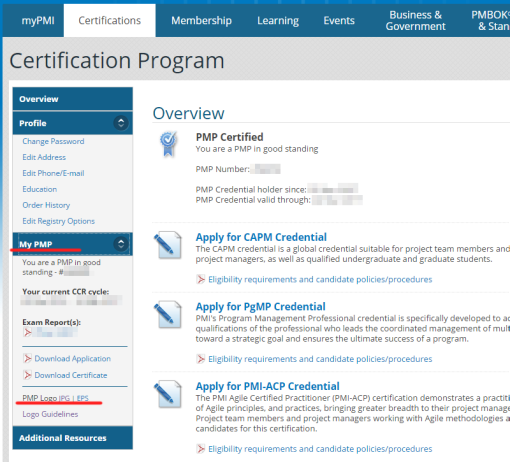 myPMI
Certifications
Membership
Learning
Events
Business &
Government
PMBOK®
& Stan
Certification Program
Overview
Profile
Change Password
Edit Address
Edit Phone/E-mail
Education
Order History
Edit Registry Options
My PMP
You are a PMP in good
standing - #
Your current CCR cycle:
Exam Report(s):
Download Application
Download Certificate
PMP Logo JPG | EPS
Logo Guidelines
Additional Resources
Overview
PMP Certified
You are a PMP in good standing
PMP Number:
PMP Credential holder since:
PMP Credential valid through:
Apply for CAPM Credential
The CAPM credential is a global credential suitable for project team members and
project managers, as well as qualified undergraduate and graduate students.
Eligibility requirements and candidate policies/procedures
Apply for PgMP Credential
PMI's Program Management Professional credential is specifically developed to ac
qualifications of the professional who leads the coordinated management of mult
toward a strategic goal and ensures the ultimate success of a program.
Eligibility requirements and candidate policies/procedures
Apply for PMI-ACP Credential
The PMI Agile Certified Practitioner (PMI-ACP) certification demonstrates a practiti
of Agile principles, and practices, bringing greater breadth to their project manage
Project team members and project managers working with Agile methodologies a
candidates for this certification.
Eligibility requirements and candidate policies/procedures